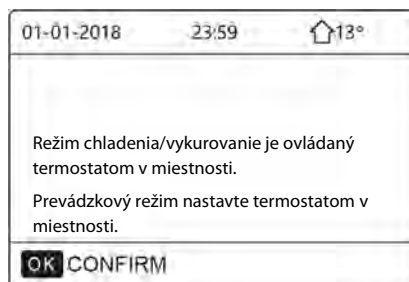 01-01-2018 23:59 13°
Režim chladenia/vykurovanie je ovládaný
termostatom v miestnosti.
Prevádzkový režim nastavte termostatom v
miestnosti.
OK CONFIRM